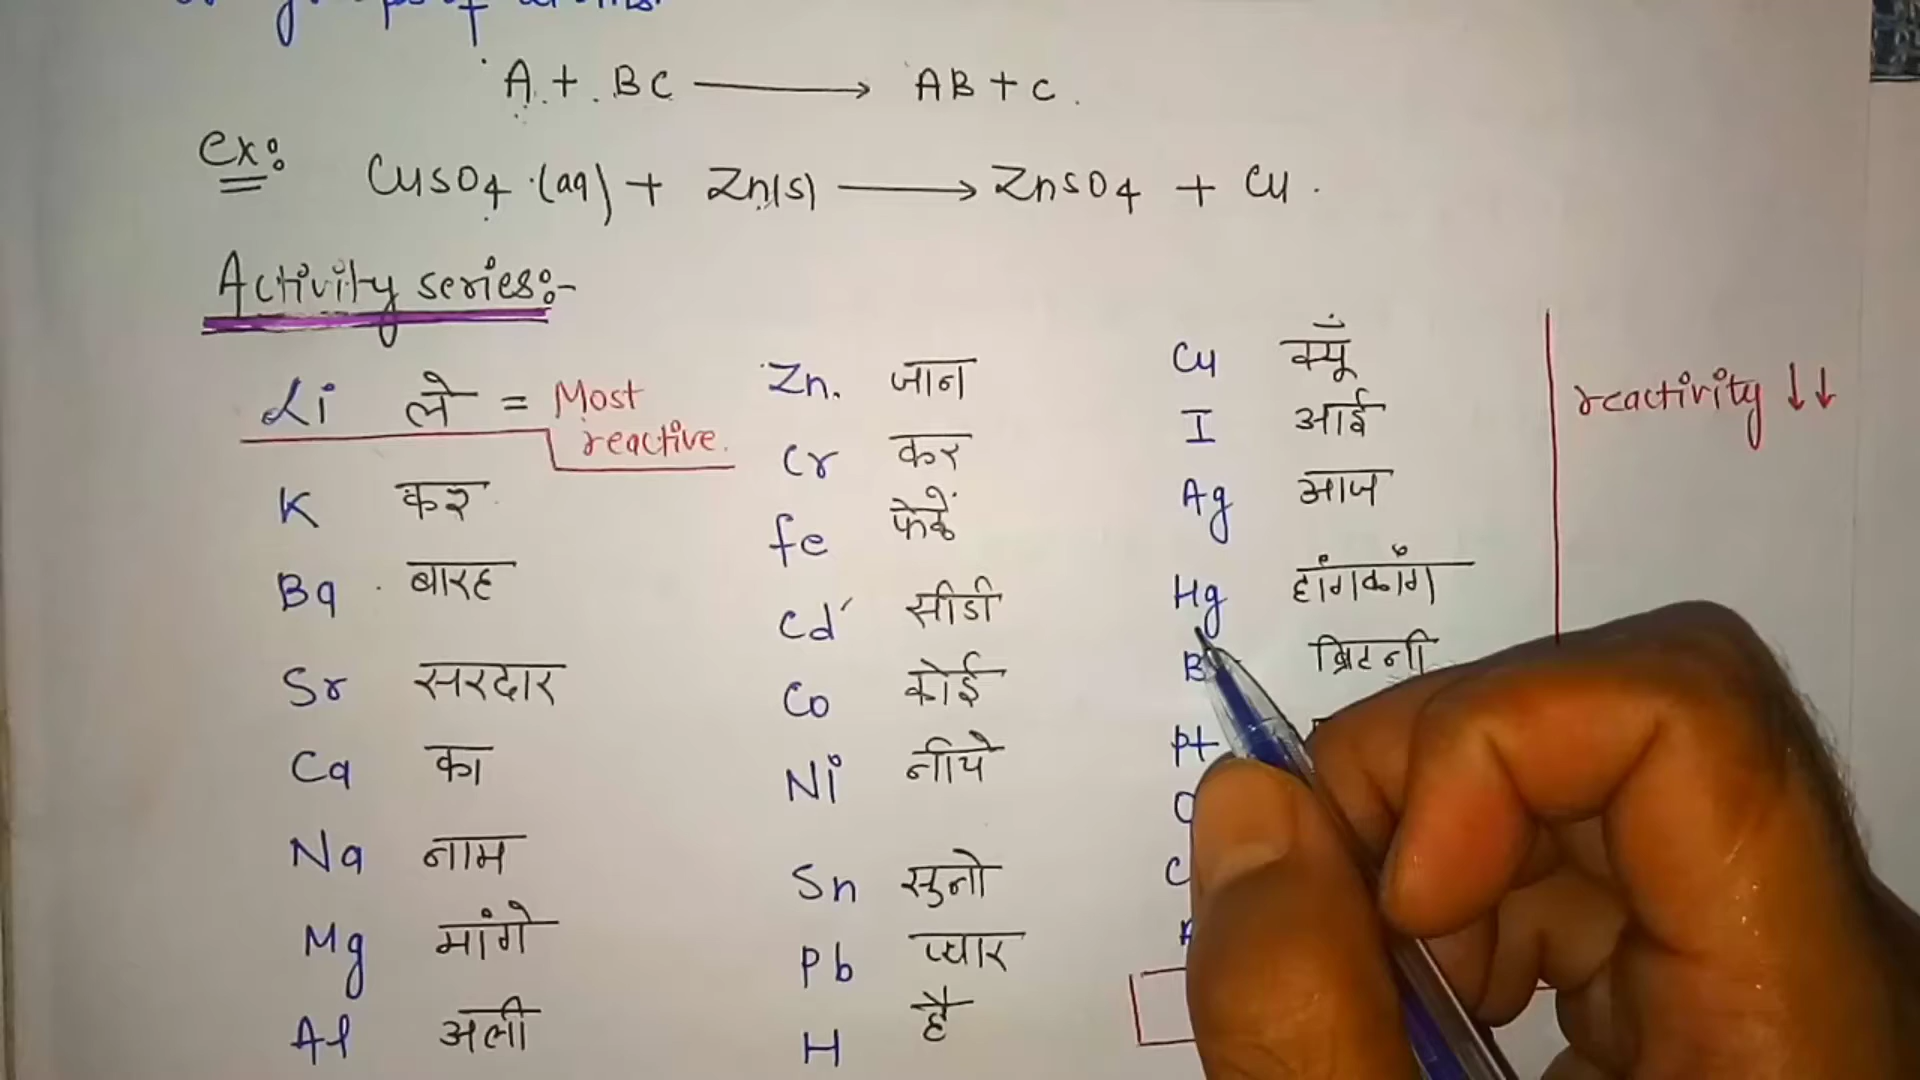 A + BC ⟶ AB + C.
Ex:
CuSO4 (aq) + Zn(s) ⟶ ZnSO4 + Cu.
Activity series:-
Li ले = Most reactive.
K कर
Ba बारह
Sr सरदार
Ca का
Na नाम
Mg मांगे
Al अली
Zn. जान
Cr कर
fe फेकें
Cd सीडी
Co कोई
Ni नीचे
Sn सुनो
Pb प्यार
H है
Cu क्यूँ
I आई
Ag आज
Hg हांगकांग
ब्रिटनी
Pt
reactivity ↓↓